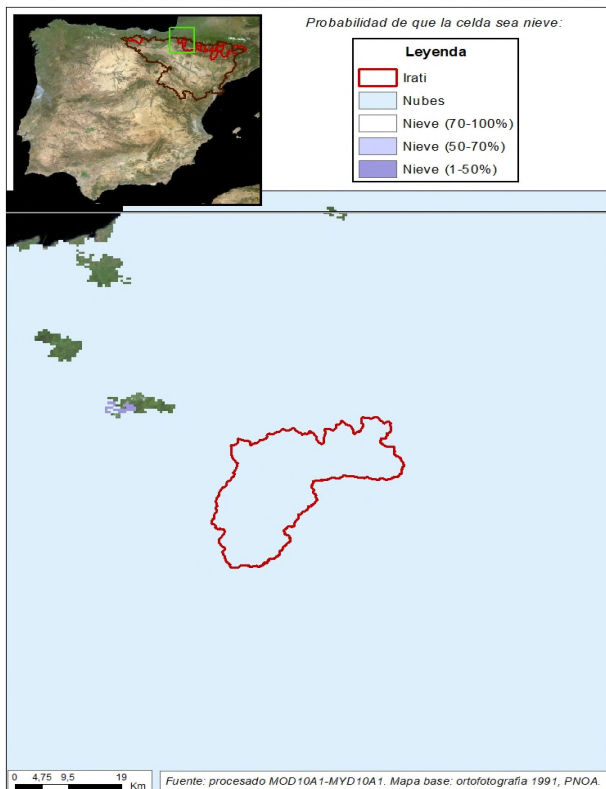 Probabilidad de que la celda sea nieve:
Leyenda
Irati
Nubes
Nieve (70-100%)
Nieve (50-70%)
Nieve (1-50%)
0 4,75 9,5 19
Km
Fuente: procesado MOD10A1-MYD10A1. Mapa base: ortofotografía 1991, PNOA.